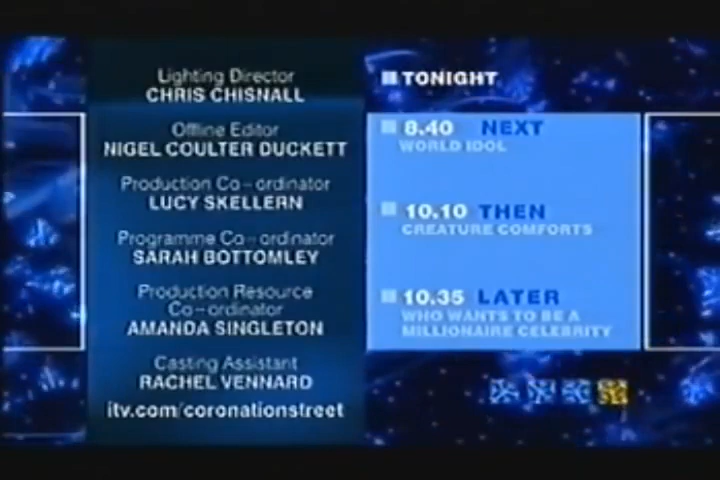 Lighting Director
CHRIS CHISNALL
Offline Editor
NIGEL COULTER DUCKETT
Production Co-ordinator
LUCY SKELLERN
Programme Co-ordinator
SARAH BOTTOMLEY
Production Resource
Co-ordinator
AMANDA SINGLETON
Casting Assistant
RACHEL VENNARD
itv.com/coronationstreet
TONIGHT
8.40 NEXT
WORLD IDOL
10.10 THEN
CREATURE COMFORTS
10.35 LATER
WHO WANTS TO BE A
MILLIONAIRE CELEBRITY